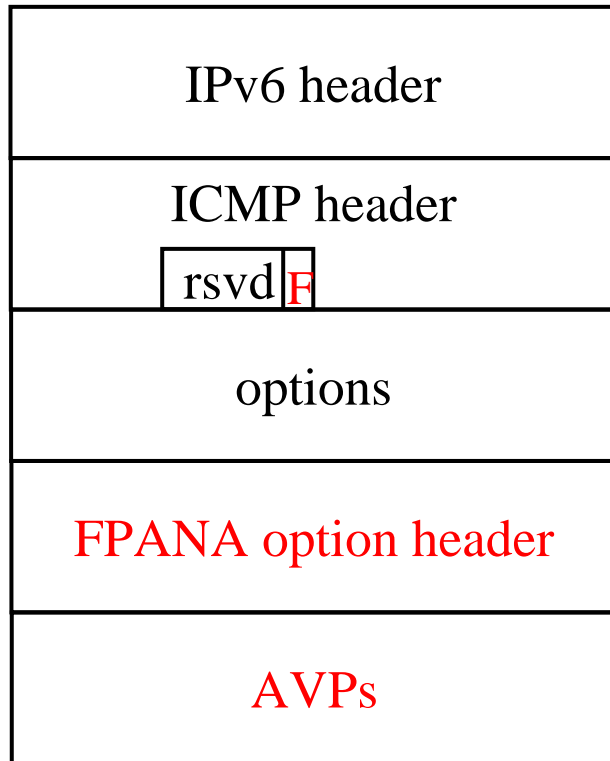 IPv6 header
ICMP header
rsvd F
options
FPANA option header
AVPs